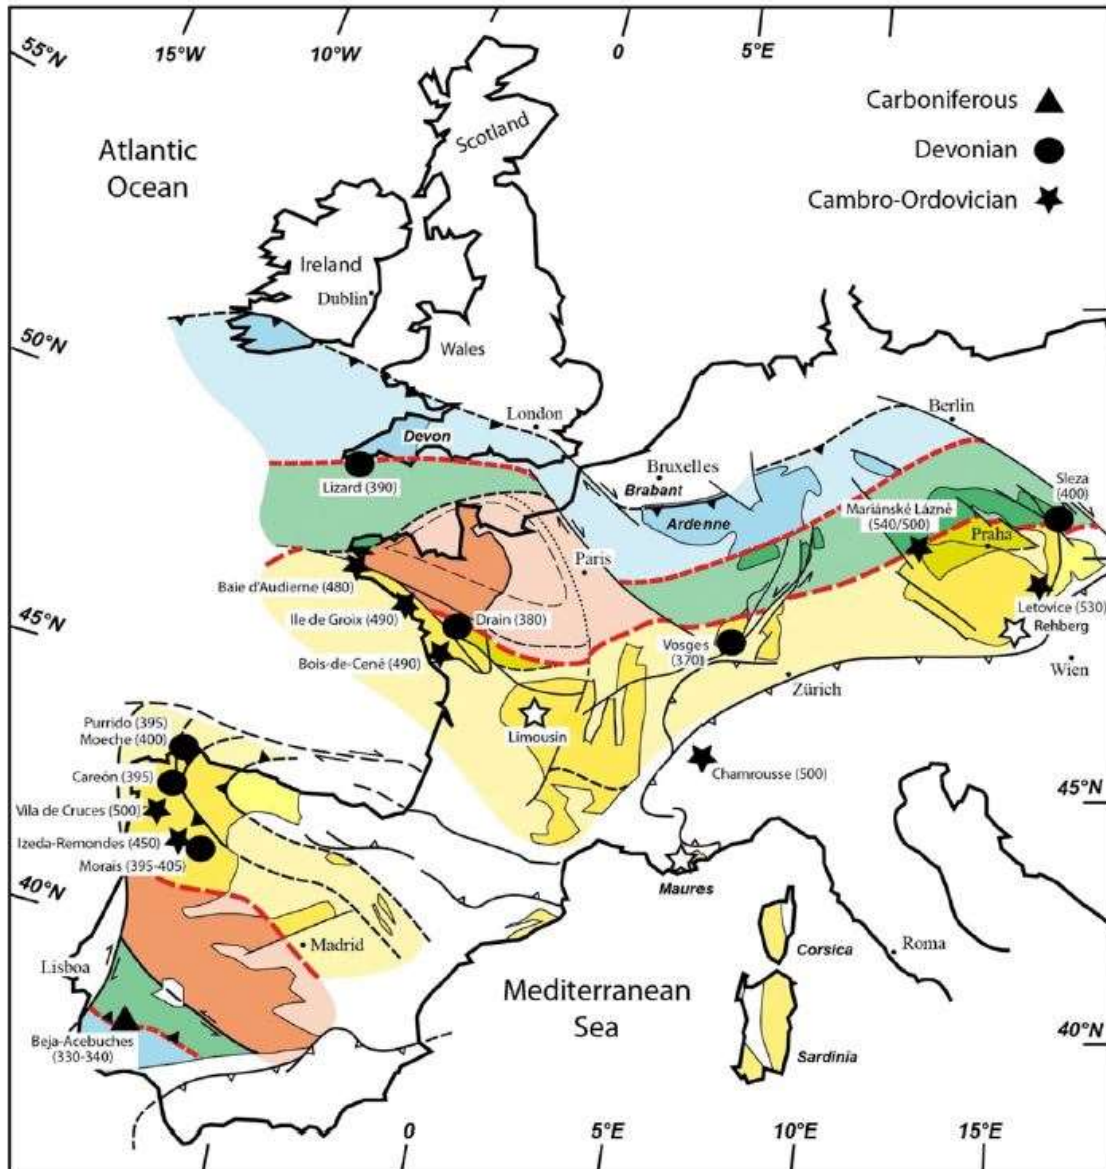 15°W
10°W
0
5°E
55°N
Carboniferous
Devonian
Cambro-Ordovician
Scotland
Atlantic
Ocean
Ireland
Dublin
Wales
50°N
London
Berlin
Devon
Bruxelles
Brabant
Ardenne
Lizard (390)
Sleza
(400)
Mariánské Lázně
(540/500)
Praha
Paris
Baie d'Audierne (480)
Ile de Groix (490)
Drain (380)
Letovice (530)
Rehberg
45°N
Bois-de-Cené (490)
Vosges
(370)
Wien
Zürich
Purrido (395)
Moeche (400)
Limousin
Careón (395)
Chamrousse (500)
Vila de Cruces (500)
45°N
Izeda-Remondes (450)
Morais (395-405)
Maures
40°N
Madrid
Corsica
Roma
Lisboa
Mediterranean
Sea
Beja-Acebuches
(330-340)
40°N
Sardinia
0
5°E
10°E
15°E